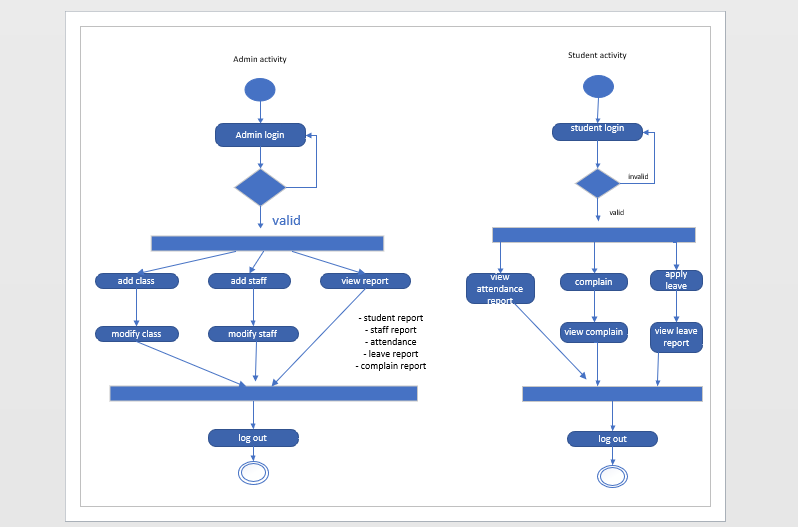 Admin activity
Admin login
valid
add class
add staff
view report
modify class
modify staff
- student report
- staff report
- attendance
- leave report
- complain report
log out
Student activity
student login
invalid
valid
view
attendance
report
complain
apply
leave
view complain
view leave
report
log out